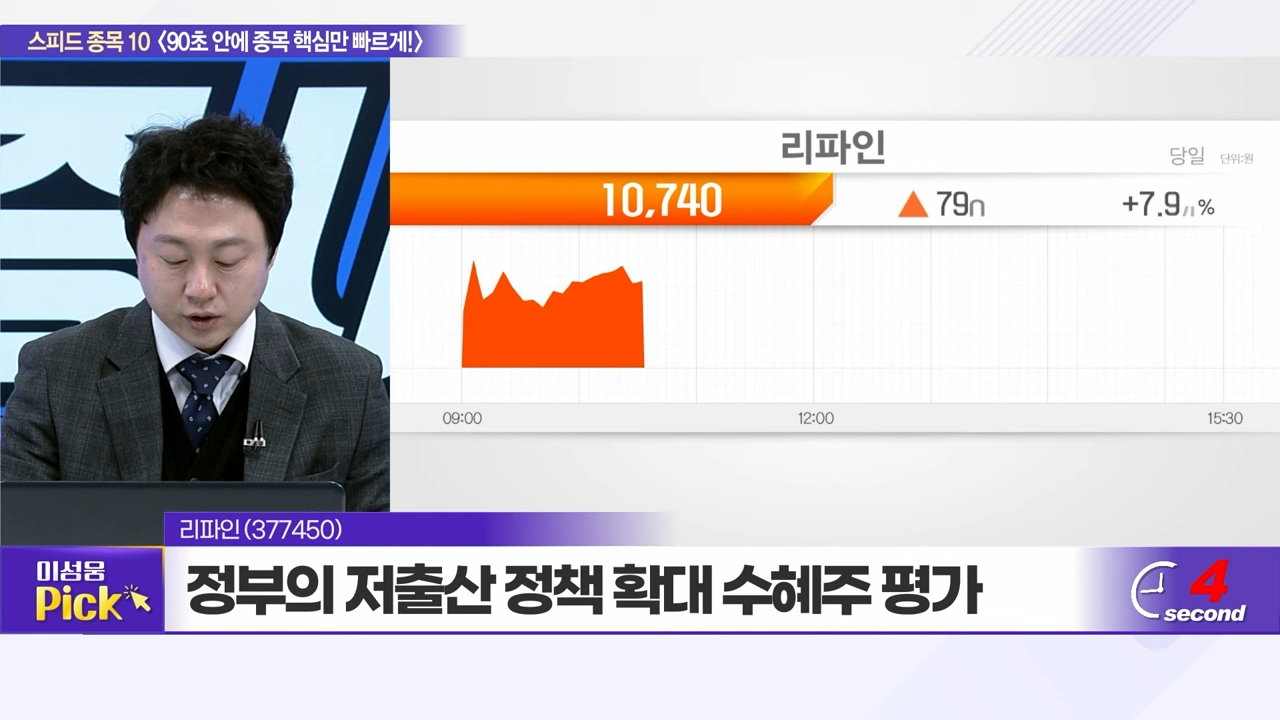 스피드 종목 10 <90초 안에 종목 핵심만 빠르게!>
리파인
당일 단위:원
10,740 ▲
09:00 12:00 15:30
리파인(377450)
이성웅
Pick
정부의 저출산 정책 확대 수혜주 평가
4
second